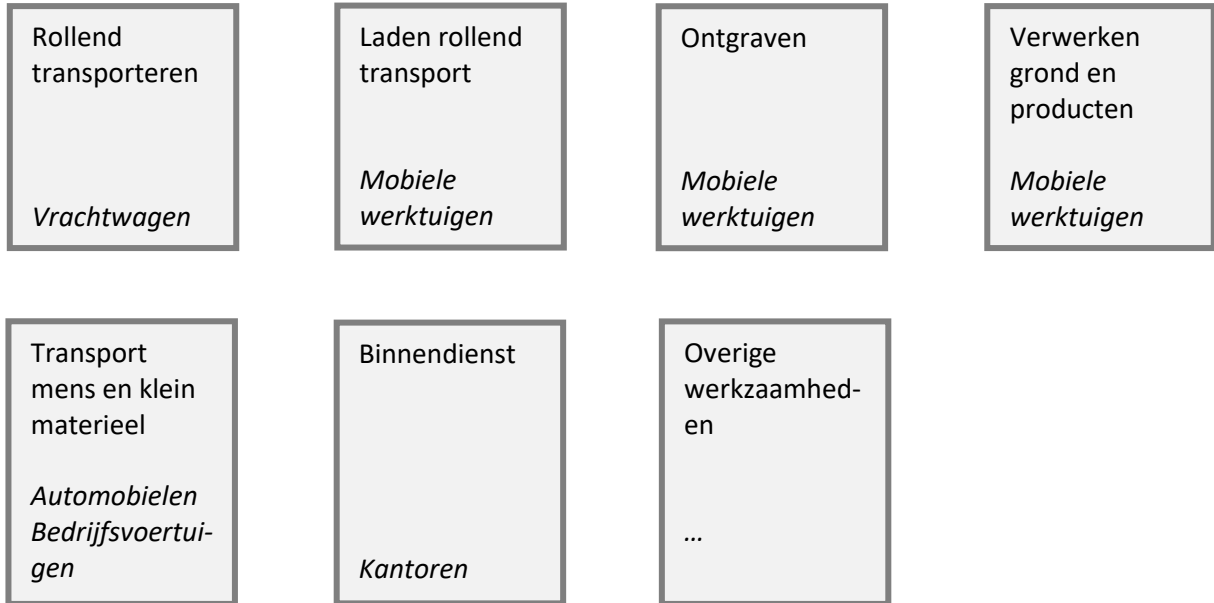 Rollend
transporteren
Vrachtwagen
Laden rollend
transport
Mobiele
werktuigen
Ontgraven
Mobiele
werktuigen
Verwerken
grond en
producten
Mobiele
werktuigen
Transport
mens en klein
materieel
Automobielen
Bedrijfsvoertui-
gen
Binnendienst
Kantoren
Overige
werkzaamhed-
en
…